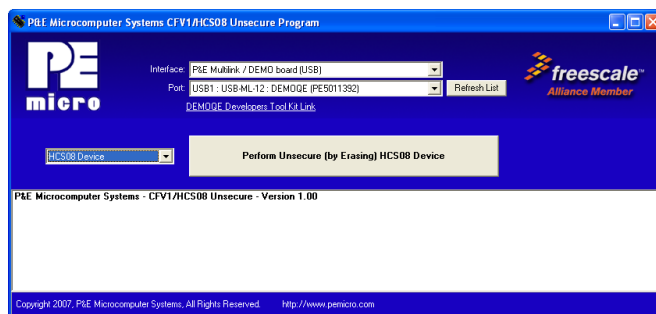 P&E Microcomputer Systems CFV1/HCS08 Unsecure Program
PE
micro
Interface: P&E Multilink / DEMO board (USB)
Port: USB1 : USB-ML-12 : DEMOQE (PE5011392) Refresh List
DEMOQE Developers Tool Kit Link
freescale™
Alliance Member
HCS08 Device
Perform Unsecure (by Erasing) HCS08 Device
P&E Microcomputer Systems - CFV1/HCS08 Unsecure - Version 1.00
Copyright 2007, P&E Microcomputer Systems, All Rights Reserved. http://www.pemicro.com